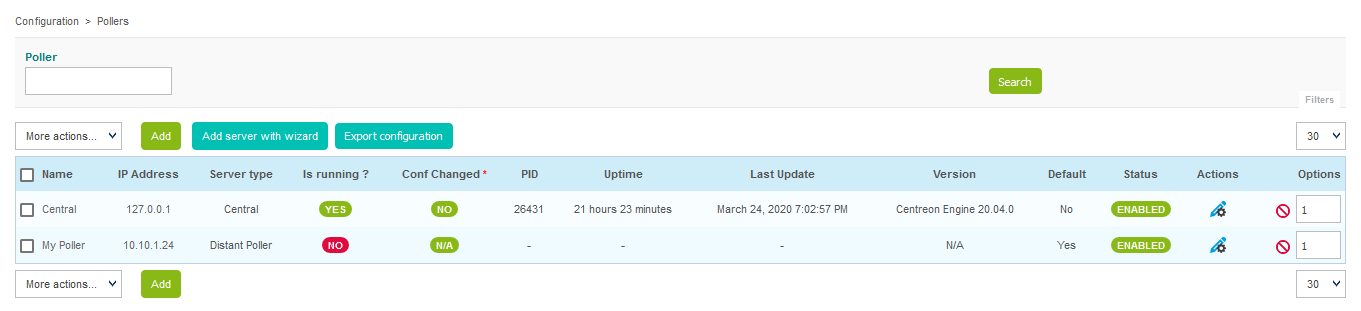 Configuration > Pollers
Poller
Search
Filters
More actions... Add Add server with wizard Export configuration 30
Name IP Address Server type Is running ? Conf Changed * PID Uptime Last Update Version Default Status Actions Options
Central 127.0.0.1 Central YES NO 26431 21 hours 23 minutes March 24, 2020 7:02:57 PM Centreon Engine 20.04.0 No ENABLED 1
My Poller 10.10.1.24 Distant Poller NO N/A - - - N/A Yes ENABLED 1
More actions... Add 30